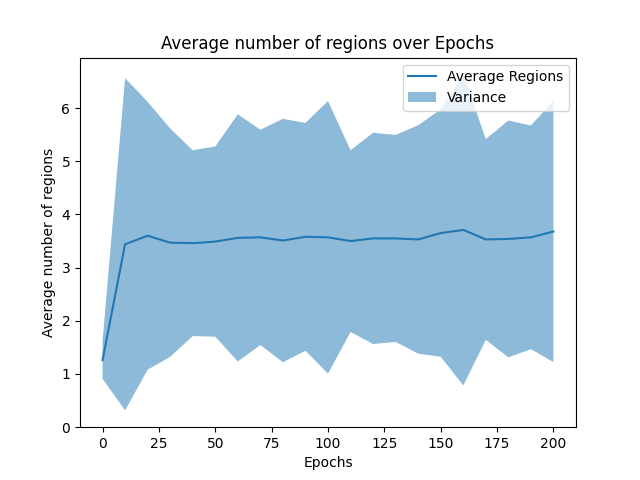 Average number of regions over Epochs
Average Regions
Variance
Average number of regions
6
5
4
3
2
1
0
0 25 50 75 100 125 150 175 200
Epochs